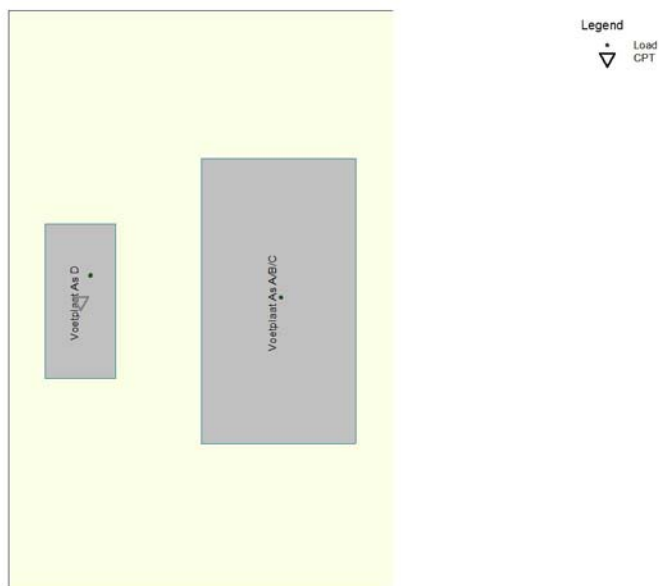 Legend
Load
CPT
Voetplaat As D
Voetplaat As A/B/C